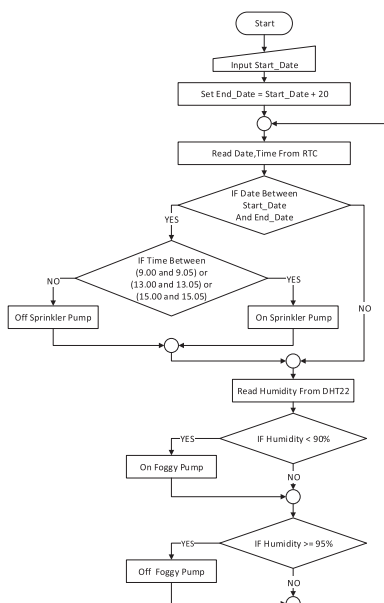 Start
Input Start_Date
Set End_Date = Start_Date + 20
Read Date,Time From RTC
IF Date Between
Start_Date
And End_Date
YES
NO
IF Time Between
(9.00 and 9.05) or
(13.00 and 13.05) or
(15.00 and 15.05)
NO
YES
Off Sprinkler Pump
On Sprinkler Pump
Read Humidity From DHT22
IF Humidity < 90%
YES
On Foggy Pump
NO
IF Humidity >= 95%
YES
Off Foggy Pump
NO